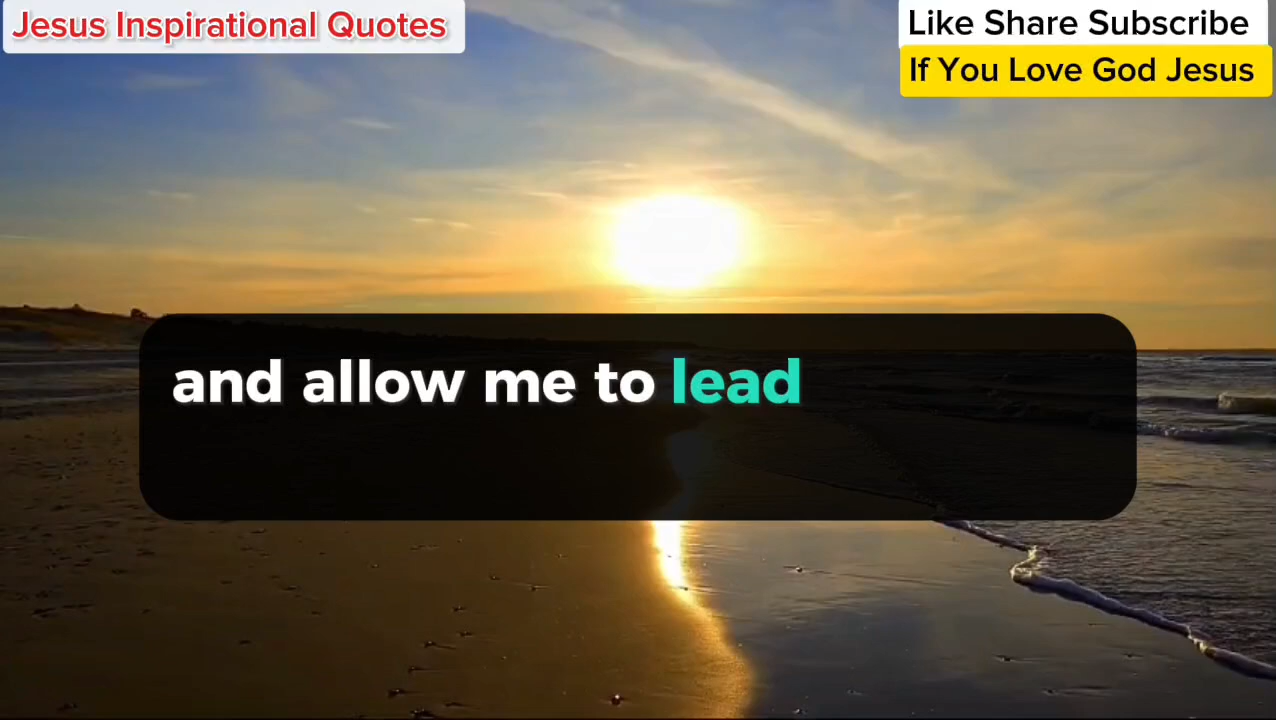 Jesus Inspirational Quotes
Like Share Subscribe
If You Love God Jesus
and allow me to lead